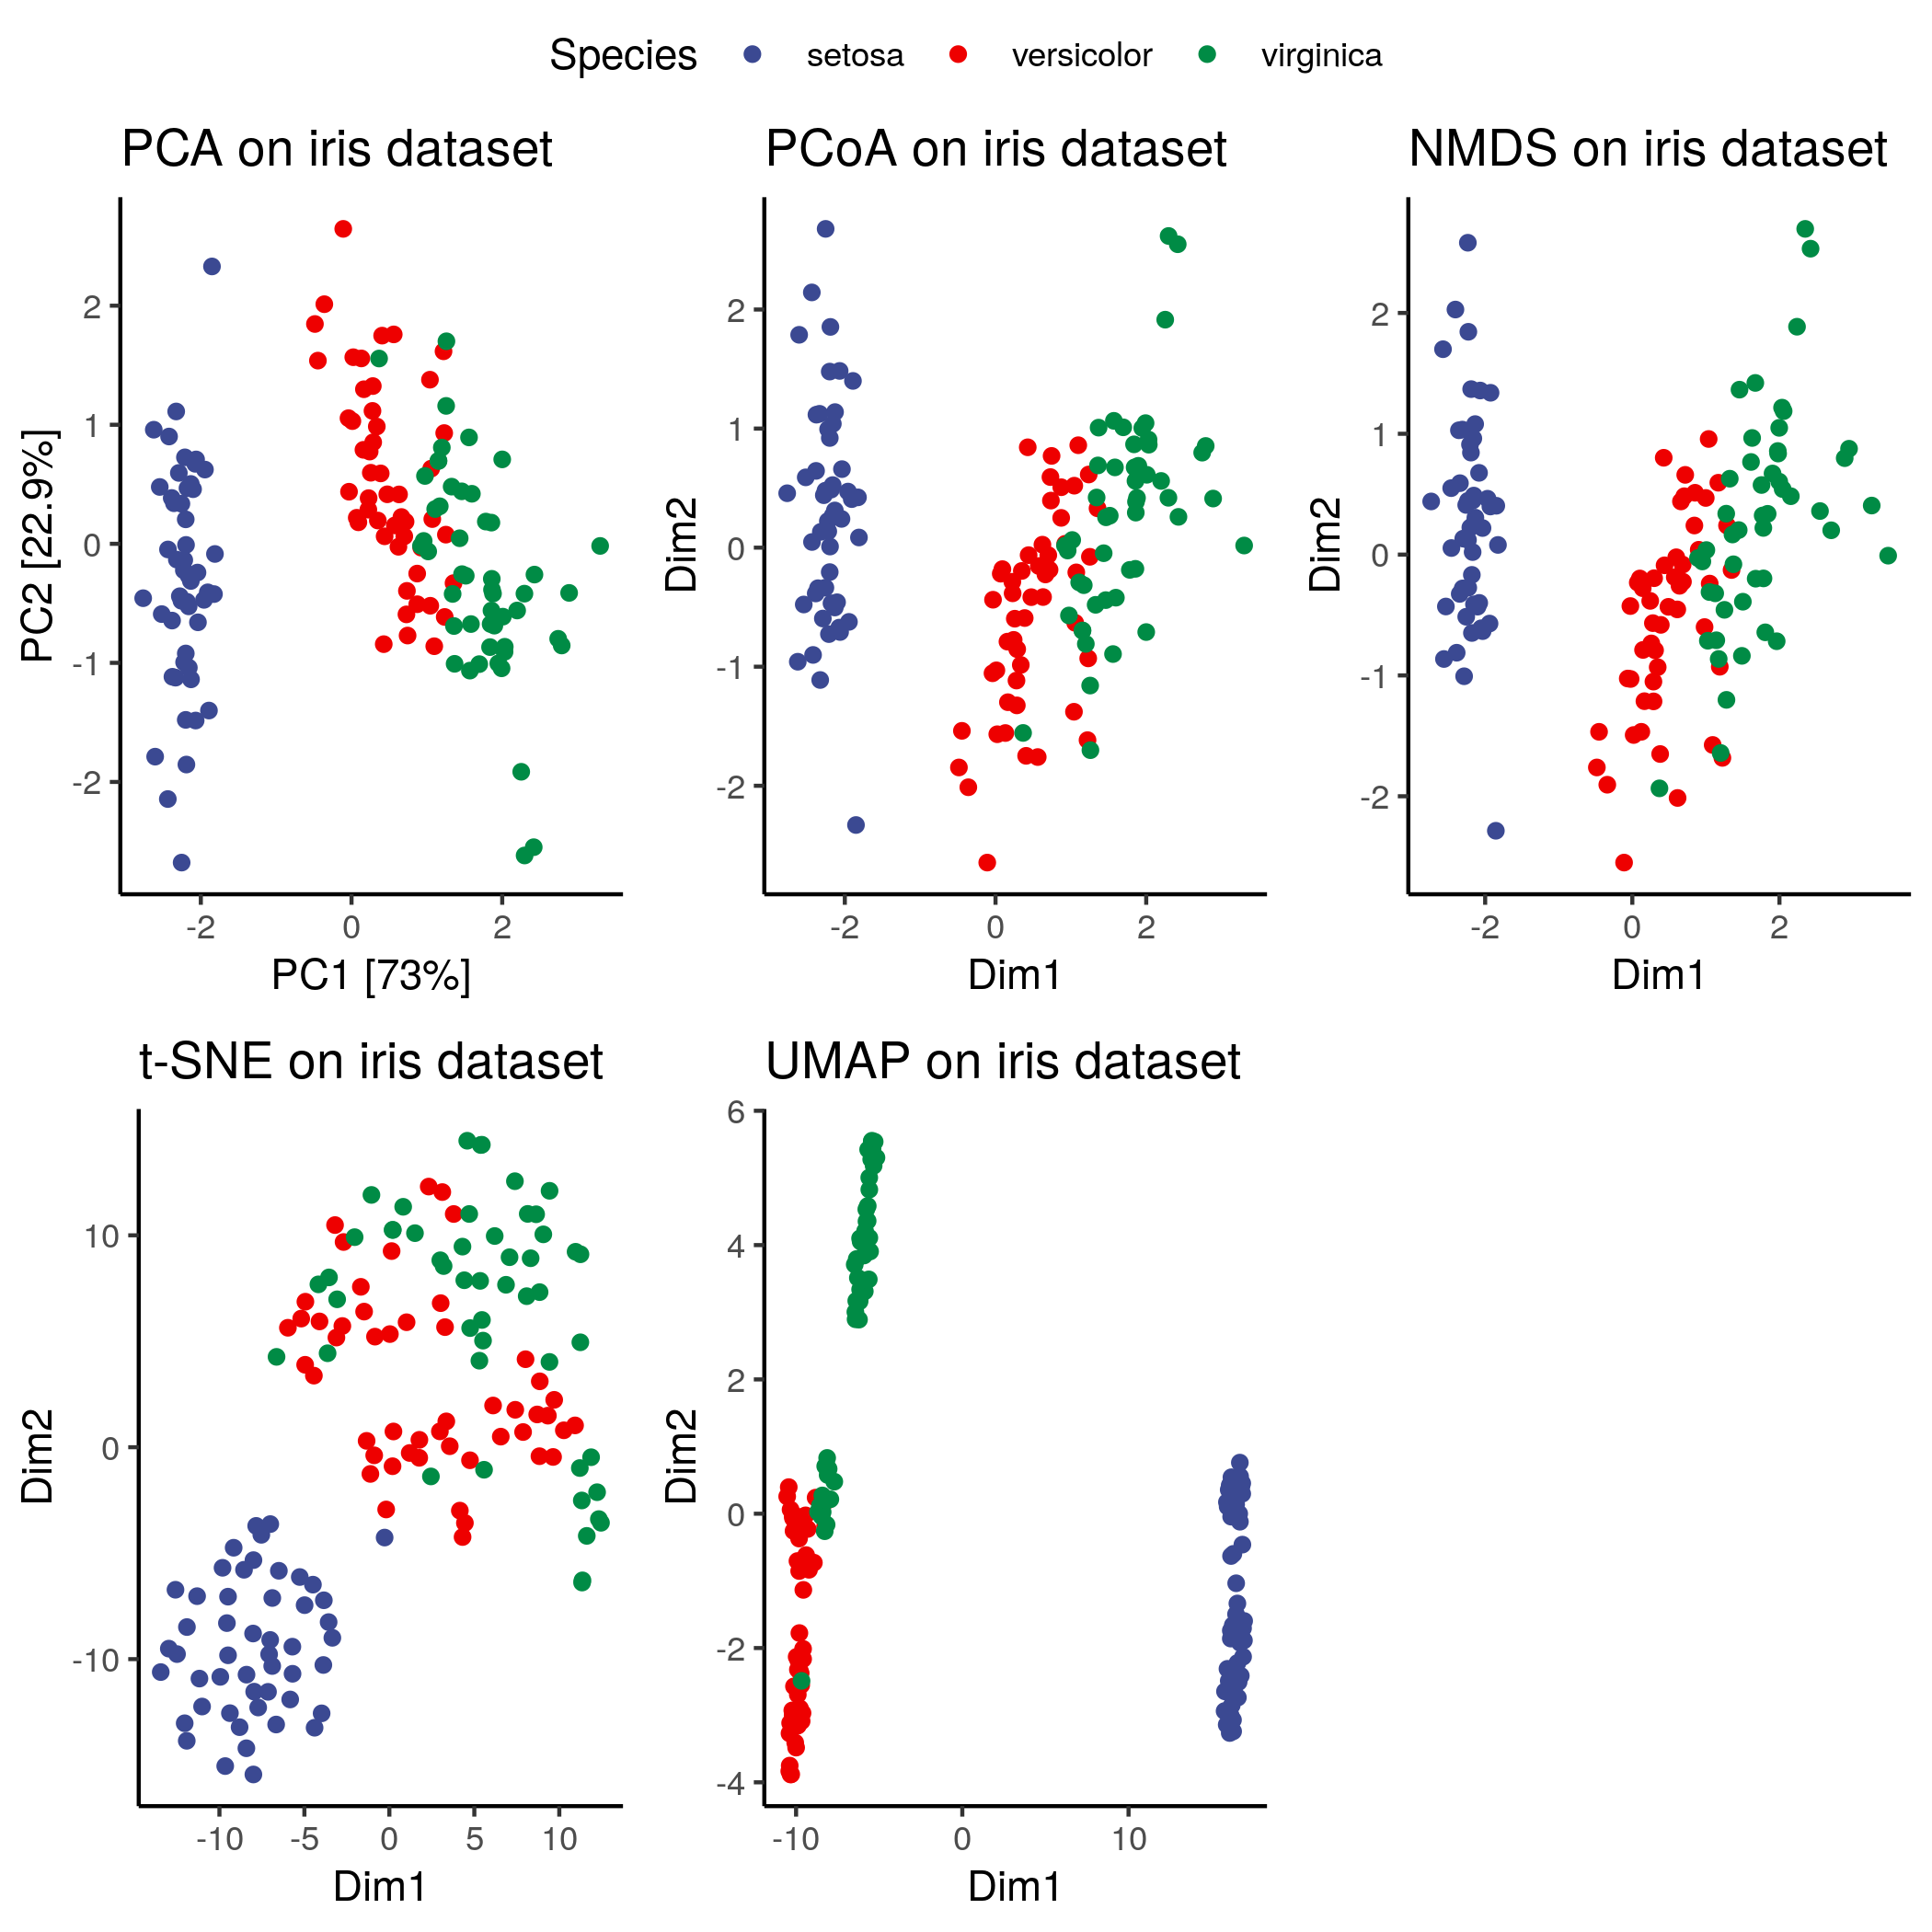 Species setosa versicolor virginica
PCA on iris dataset
2
1
0
-1
-2
PC2 [22.9%]
-2 0 2
PC1 [73%]
PCoA on iris dataset
2
1
0
-1
-2
Dim2
-2 0 2
Dim1
NMDS on iris dataset
2
1
0
-1
-2
Dim2
-2 0 2
Dim1
t-SNE on iris dataset
10
0
-10
Dim2
-10 -5 0 5 10
Dim1
UMAP on iris dataset
6
4
2
0
-2
-4
Dim2
-10 0 10
Dim1